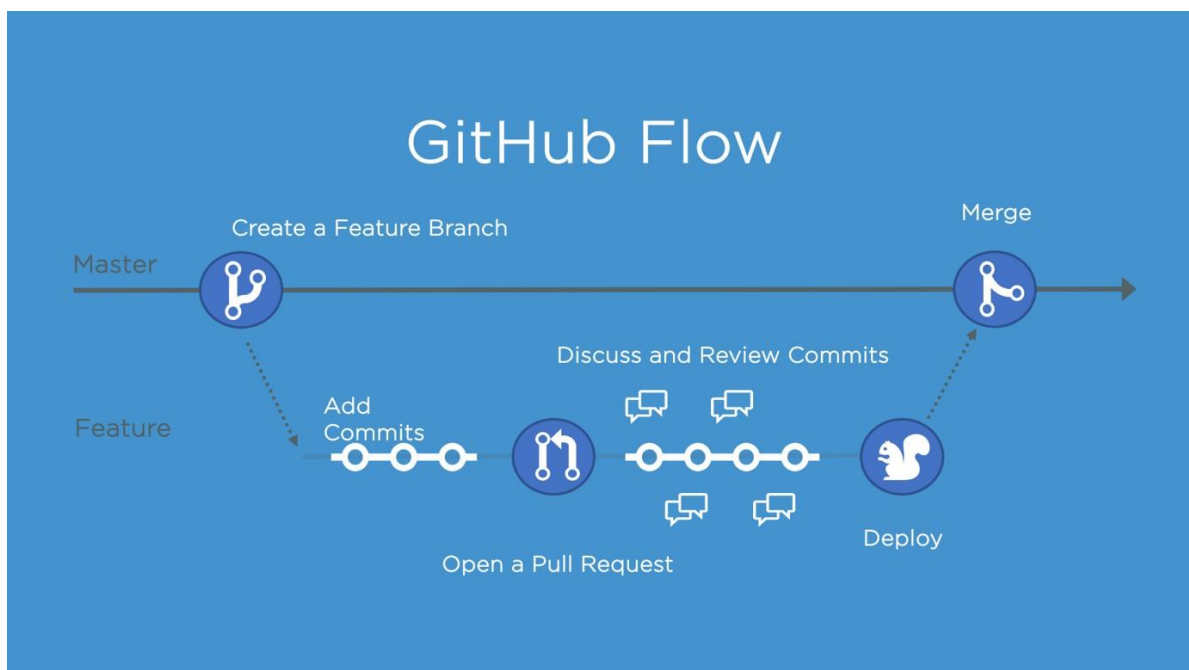 GitHub Flow
Create a Feature Branch
Merge
Master
Discuss and Review Commits
Add
Commits
Feature
Open a Pull Request
Deploy